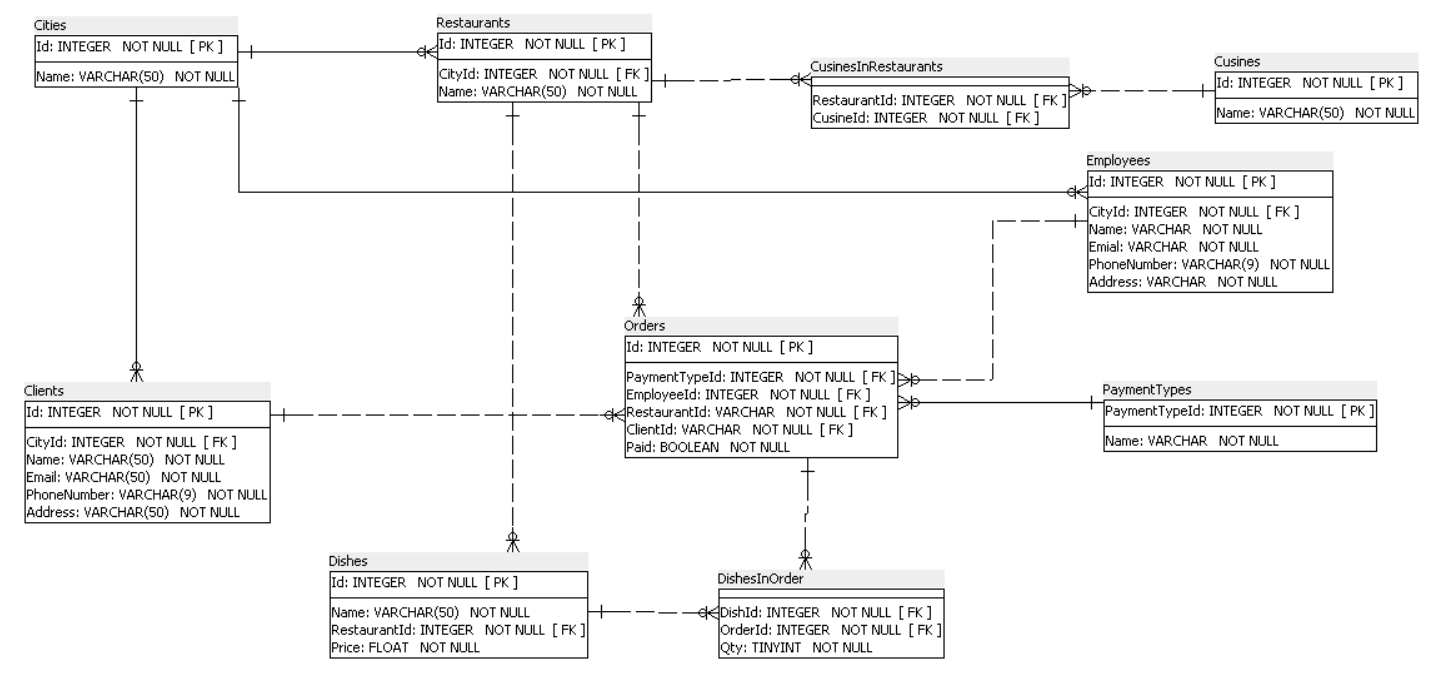 Cities
Id: INTEGER NOT NULL [ PK ]
Name: VARCHAR(50) NOT NULL
Restaurants
Id: INTEGER NOT NULL [ PK ]
CityId: INTEGER NOT NULL [ FK ]
Name: VARCHAR(50) NOT NULL
CusinesInRestaurants
RestaurantId: INTEGER NOT NULL [ FK ]
CusineId: INTEGER NOT NULL [ FK ]
Cusines
Id: INTEGER NOT NULL [ PK ]
Name: VARCHAR(50) NOT NULL
Employees
Id: INTEGER NOT NULL [ PK ]
CityId: INTEGER NOT NULL [ FK ]
Name: VARCHAR NOT NULL
Emial: VARCHAR NOT NULL
PhoneNumber: VARCHAR(9) NOT NULL
Address: VARCHAR NOT NULL
Orders
Id: INTEGER NOT NULL [ PK ]
PaymentTypeId: INTEGER NOT NULL [ FK ]
EmployeeId: INTEGER NOT NULL [ FK ]
RestaurantId: VARCHAR NOT NULL [ FK ]
ClientId: VARCHAR NOT NULL [ FK ]
Paid: BOOLEAN NOT NULL
Clients
Id: INTEGER NOT NULL [ PK ]
CityId: INTEGER NOT NULL [ FK ]
Name: VARCHAR(50) NOT NULL
Email: VARCHAR(50) NOT NULL
PhoneNumber: VARCHAR(9) NOT NULL
Address: VARCHAR(50) NOT NULL
PaymentTypes
PaymentTypeId: INTEGER NOT NULL [ PK ]
Name: VARCHAR NOT NULL
Dishes
Id: INTEGER NOT NULL [ PK ]
Name: VARCHAR(50) NOT NULL
RestaurantId: INTEGER NOT NULL [ FK ]
Price: FLOAT NOT NULL
DishesInOrder
DishId: INTEGER NOT NULL [ FK ]
OrderId: INTEGER NOT NULL [ FK ]
Qty: TINYINT NOT NULL